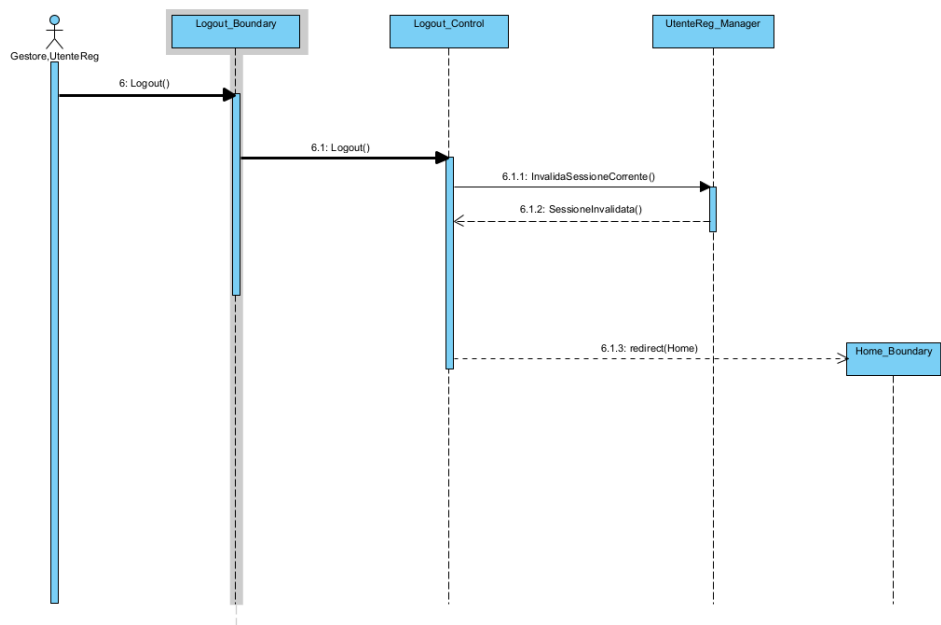 Logout_Boundary
Logout_Control
UtenteReg_Manager
Gestore,UtenteReg
6: Logout()
6.1: Logout()
6.1.1: InvalidaSessioneCorrente()
6.1.2: SessioneInvalidata()
6.1.3: redirect(Home)
Home_Boundary